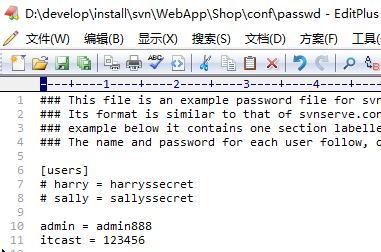 D:\develop\install\svn\WebApp\Shop\conf\passwd - EditPlus
文件(W) 编辑(B) 显示(X) 搜索(S) 文档(D) 方案(F) 工具
----+----1----+----2----+----3----+----4----+
1 ### This file is an example password file for svn
2 ### Its format is similar to that of svnserve.con
3 ### example below it contains one section labelle
4 ### The name and password for each user follow, o
5
6 [users]
7 # harry = harryssecret
8 # sally = sallyssecret
9
10 admin = admin888
11 itcast = 123456